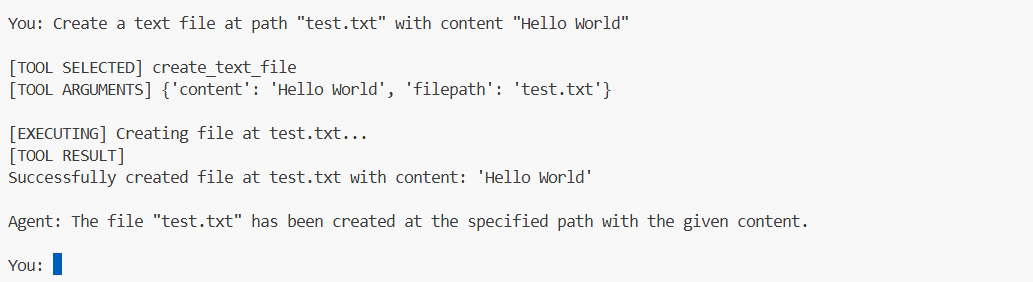 You: Create a text file at path "test.txt" with content "Hello World"
[TOOL SELECTED] create_text_file
[TOOL ARGUMENTS] {'content': 'Hello World', 'filepath': 'test.txt'}
[EXECUTING] Creating file at test.txt...
[TOOL RESULT]
Successfully created file at test.txt with content: 'Hello World'
Agent: The file "test.txt" has been created at the specified path with the given content.
You: